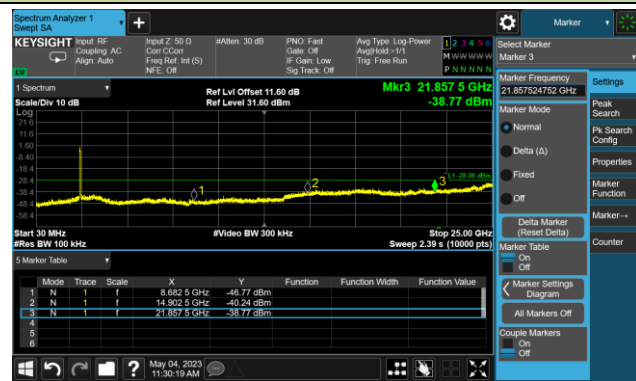 Spectrum Analyzer 1
Swept SA
Marker
KEYSIGHT
Input: RF
Coupling: AC
Align: Auto
Input Z: 50 Ω
Corr CCorr
Freq Ref: Int (S)
NFE: Off
#Atten: 30 dB
PNO: Fast
Gate: Off
IF Gain: Low
Sig Track: Off
Avg Type: Log-Power
Avg|Hold >1/1
Trig: Free Run
1 2 3 4 5 6
M W W W W W
P N N N N N
Select Marker
Marker 3
LW
1 Spectrum
Scale/Div 10 dB
Log
Ref Lvl Offset 11.60 dB
Ref Level 31.60 dBm
Mkr3 21.857 5 GHz
-38.77 dBm
21.6
11.6
1.60
-8.40
-18.4
-28.4
-38.4
-48.4
-58.4
DL1 -28.08 dBm
1
2
3
Start 30 MHz
#Res BW 100 kHz
#Video BW 300 kHz
Stop 25.00 GHz
Sweep 2.39 s (10000 pts)
5 Marker Table
Mode Trace Scale X Y Function Function Width Function Value
1 N 1 f 8.682 5 GHz -46.77 dBm
2 N 1 f 14.902 5 GHz -40.24 dBm
3 N 1 f 21.857 5 GHz -38.77 dBm
4
5
6
Marker Frequency
21.857524752 GHz
Marker Mode
Normal
Delta (Δ)
Fixed
Off
Delta Marker
(Reset Delta)
Marker Table
On
Off
Marker Settings
Diagram
All Markers Off
Couple Markers
On
Off
Settings
Peak
Search
Pk Search
Config
Properties
Marker
Function
Marker→
Counter
May 04, 2023
11:30:19 AM